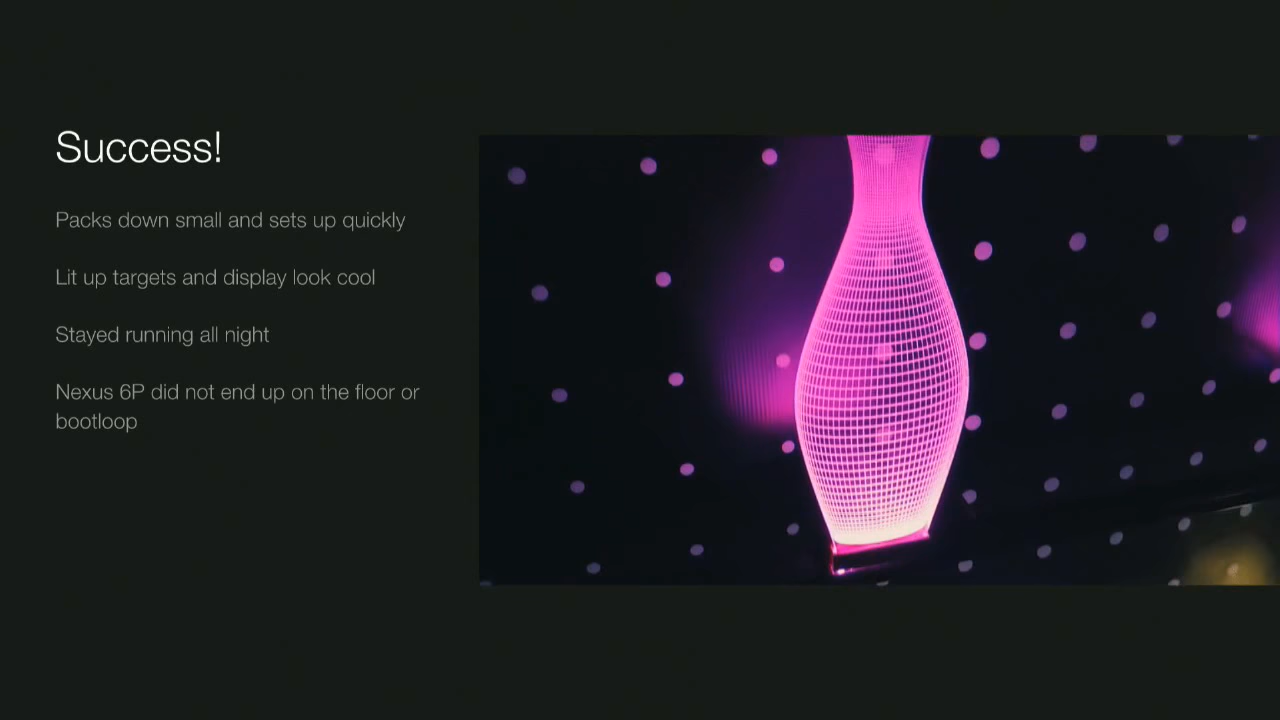 Success!
Packs down small and sets up quickly
Lit up targets and display look cool
Stayed running all night
Nexus 6P did not end up on the floor or
bootloop